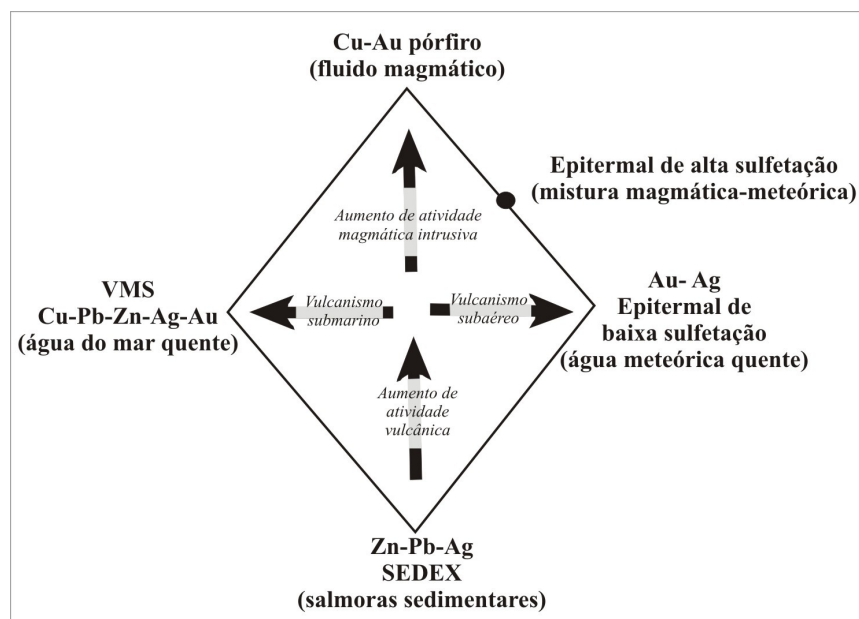 Cu-Au pórfiro
(fluido magmático)
Epitermal de alta sulfetação
(mistura magmática-meteórica)
Aumento de atividade
magmática intrusiva
VMS
Cu-Pb-Zn-Ag-Au
(água do mar quente)
Vulcanismo
submarino
Vulcanismo
subaéreo
Au- Ag
Epitermal de
baixa sulfetação
(água meteórica quente)
Aumento de
atividade
vulcânica
Zn-Pb-Ag
SEDEX
(salmoras sedimentares)